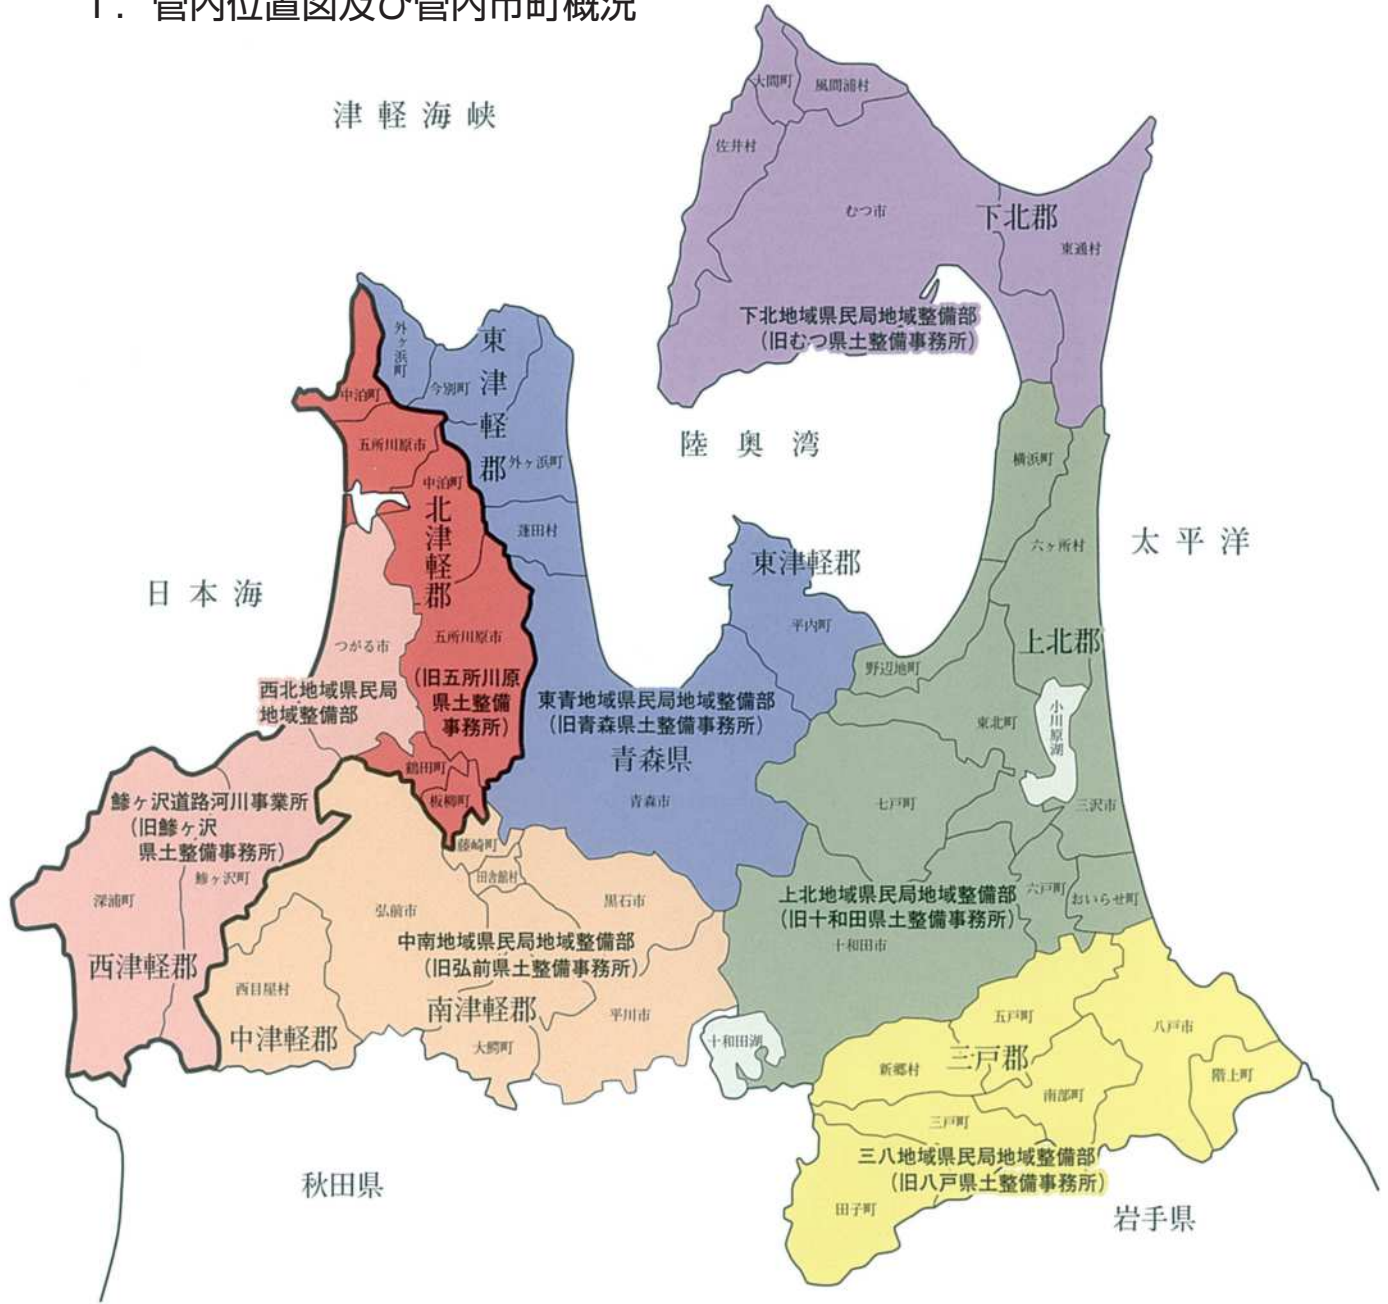 1．管内位置図及び管内市町概況
津軽海峡
大間町
風間浦村
佐井村
むつ市
下北郡
東通村
下北地域県民局地域整備部
（旧むつ県土整備事務所）
外ヶ浜町
東津軽郡
今別町
中泊町
五所川原市
外ヶ浜町
中泊町
北津軽郡
蓬田村
陸奥湾
横浜町
六ヶ所村
太平洋
日本海
東津軽郡
平内町
つがる市
五所川原市
上北郡
野辺地町
西北地域県民局
地域整備部
（旧五所川原
県土整備
事務所）
東青地域県民局地域整備部
（旧青森県土整備事務所）
青森県
青森市
東北町
小川原湖
鶴田町
板柳町
七戸町
三沢市
鰺ヶ沢道路河川事業所
（旧鰺ヶ沢
県土整備事務所）
鰺ヶ沢町
深浦町
西津軽郡
藤崎町
田舎館村
黒石市
弘前市
中南地域県民局地域整備部
（旧弘前県土整備事務所）
上北地域県民局地域整備部
（旧十和田県土整備事務所）
十和田市
六戸町
おいらせ町
西目屋村
中津軽郡
南津軽郡
平川市
大鰐町
十和田湖
五戸町
八戸市
新郷村
三戸郡
階上町
南部町
三戸町
三八地域県民局地域整備部
（旧八戸県土整備事務所）
田子町
秋田県
岩手県